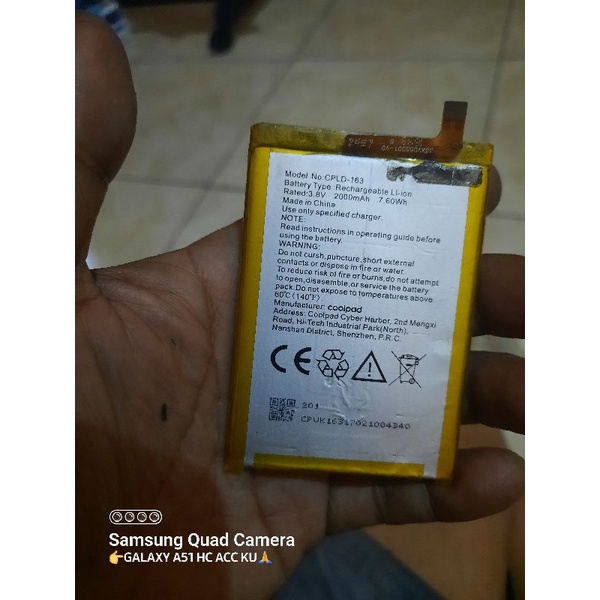 Model No:CPLD-163
Battery Type :Rechargeable Li-ion
Rated:3.8V 2000mAh 7.60Wh
Made in China
Use only specified charger.
NOTE:
Read instructions in operating guide before
using the battery.
WARNING:
Do not cursh,puncture,short external
contacts or dispose in fire or water.
To reduce risk of fire or burns,do not attempt
to open,disassemble,or service the battery
pack.Do not expose to temperatures above
60℃(140℉).
Manufacturer: coolpad
Address: Coolpad Cyber Harbor, 2nd Mengxi
Road, Hi-Tech Industrial Park(North),
Nanshan District, Shenzhen, P.R.C.
CE
201
CPVK16317021004340
Samsung Quad Camera
👉GALAXY A51 HC ACC KU🙏